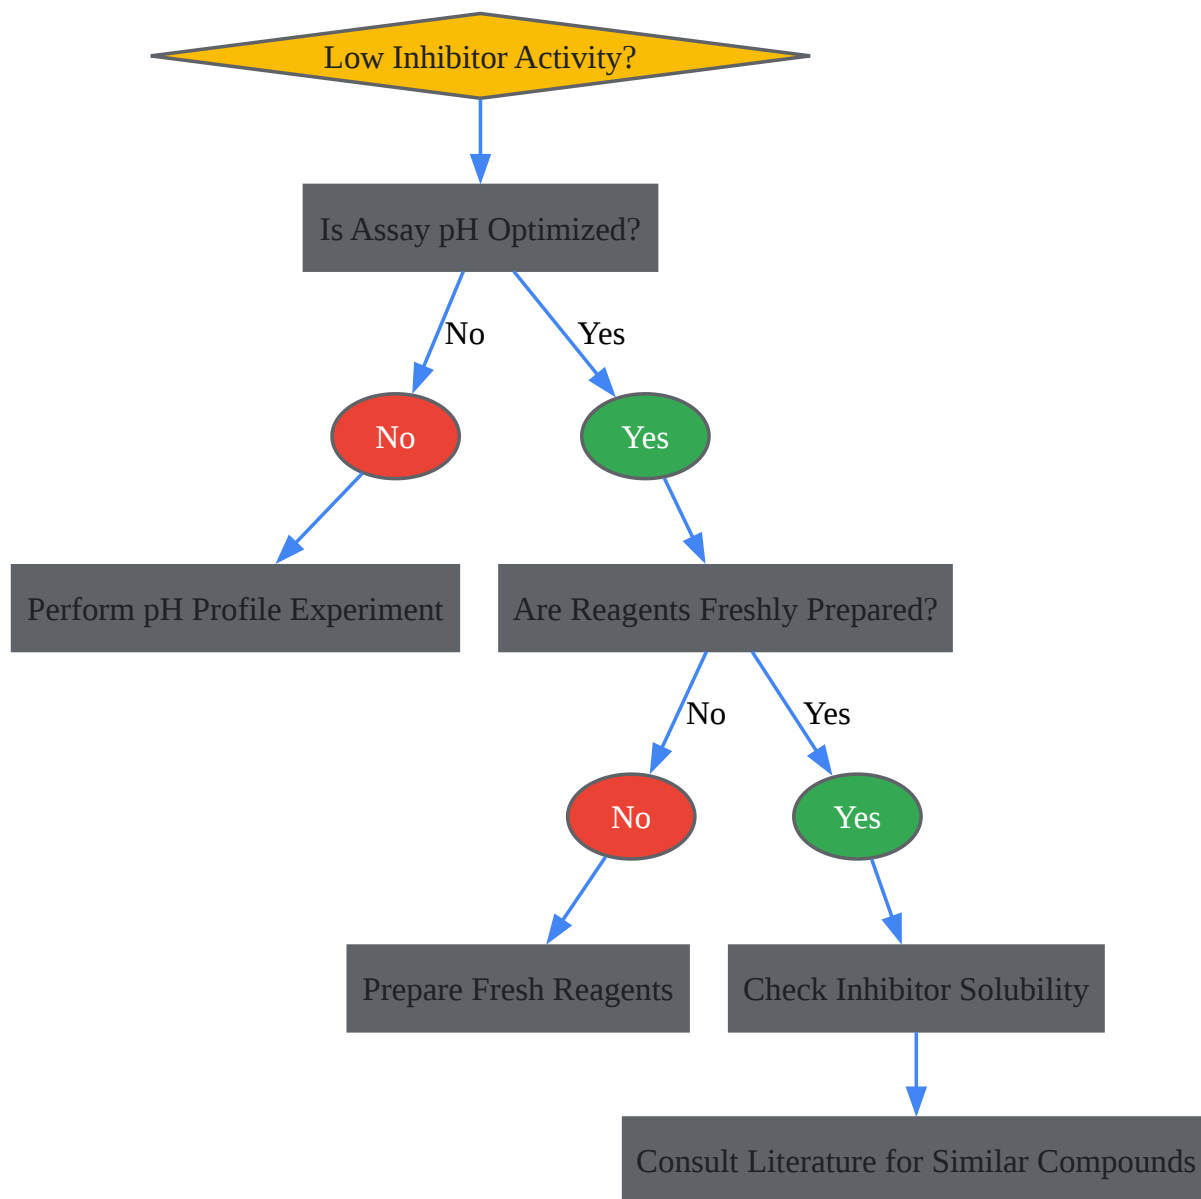 Low Inhibitor Activity?
Is Assay pH Optimized?
No
Yes
No
Yes
Perform pH Profile Experiment
Are Reagents Freshly Prepared?
No
Yes
No
Yes
Prepare Fresh Reagents
Check Inhibitor Solubility
Consult Literature for Similar Compounds